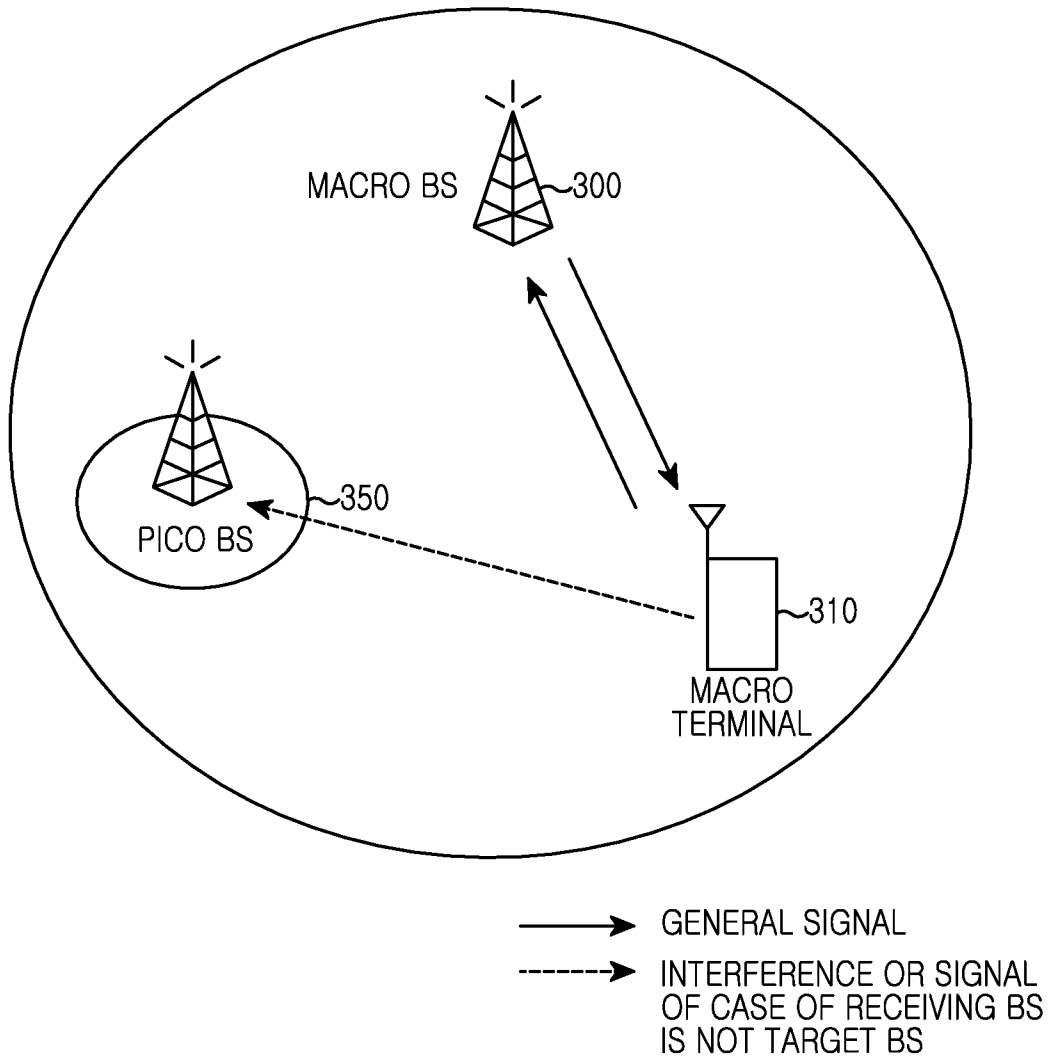 MACRO BS
300
350
PICO BS
310
MACRO
TERMINAL
GENERAL SIGNAL
INTERFERENCE OR SIGNAL
OF CASE OF RECEIVING BS
IS NOT TARGET BS